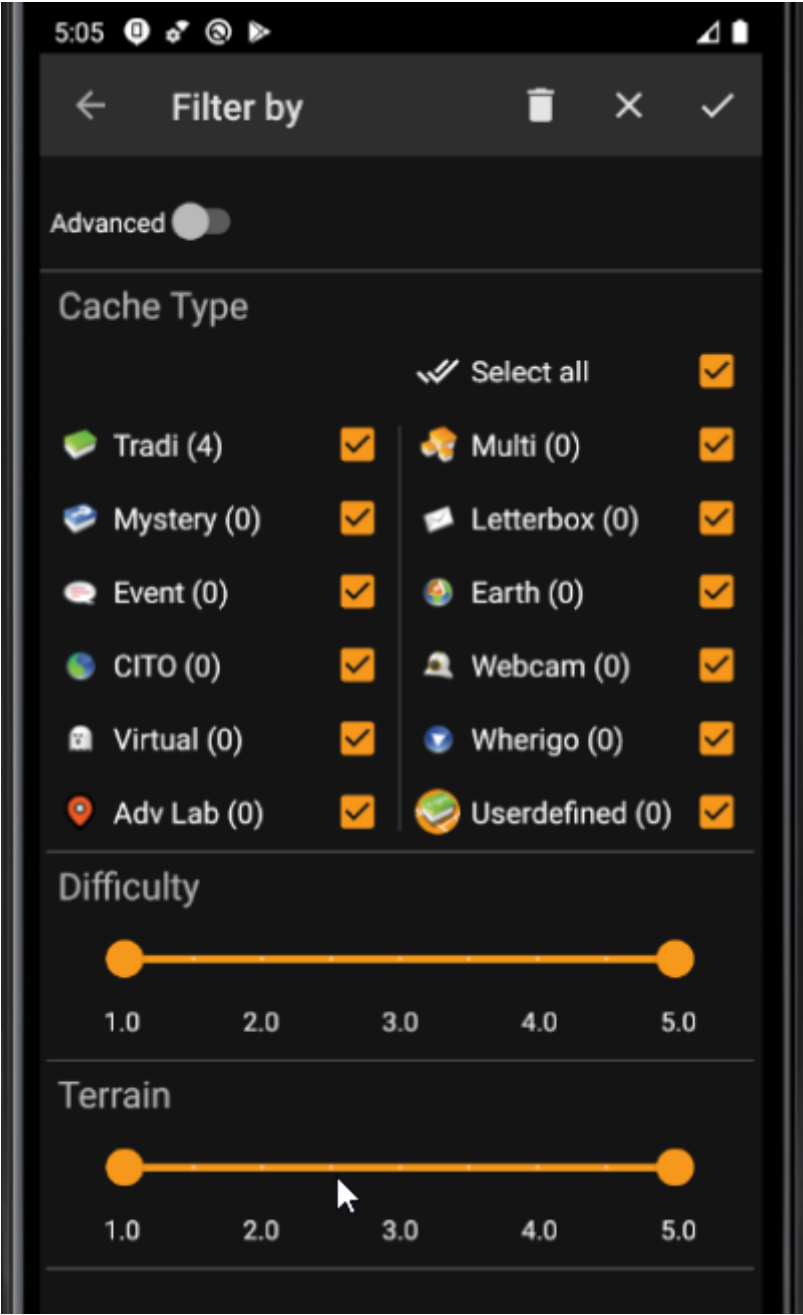 5:05
Filter by
Advanced
Cache Type
Select all
Tradi (4) Multi (0)
Mystery (0) Letterbox (0)
Event (0) Earth (0)
CITO (0) Webcam (0)
Virtual (0) Wherigo (0)
Adv Lab (0) Userdefined (0)
Difficulty
1.0 2.0 3.0 4.0 5.0
Terrain
1.0 2.0 3.0 4.0 5.0